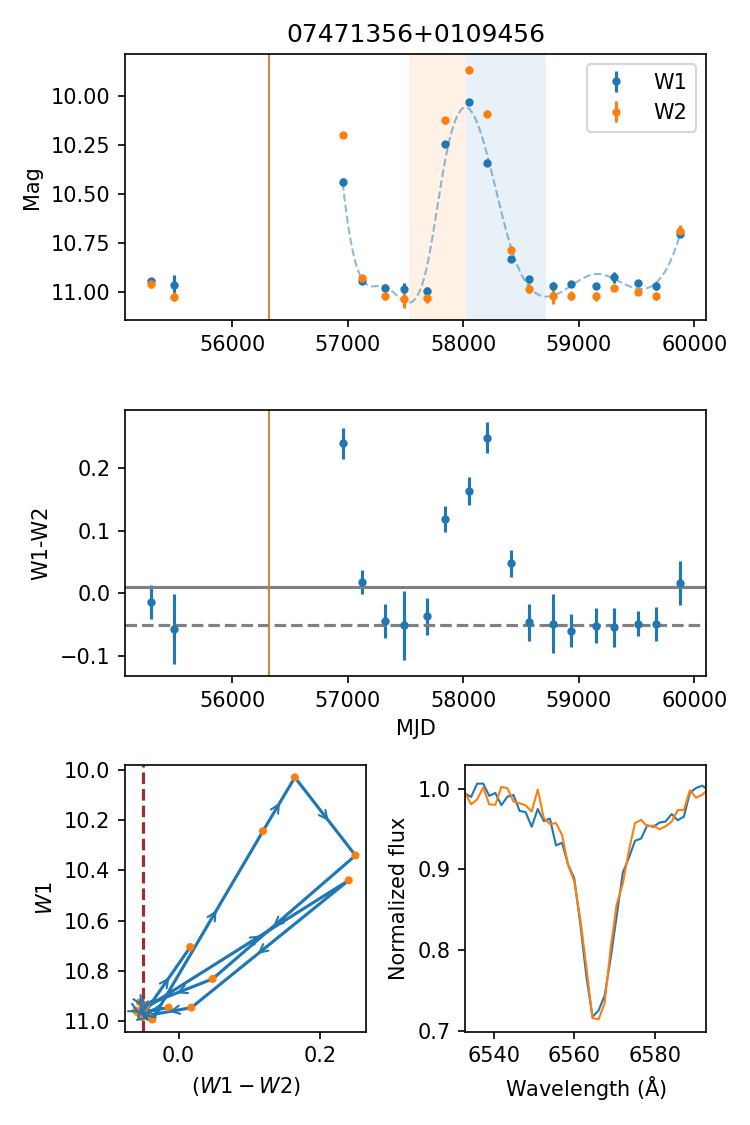 07471356+0109456
10.00
10.25
10.50
10.75
11.00
Mag
W1
W2
56000 57000 58000 59000 60000
0.2
0.1
0.0
−0.1
W1-W2
56000 57000 58000 59000 60000
MJD
10.0
10.2
10.4
10.6
10.8
11.0
W1
0.0 0.2
(W1 − W2)
1.0
0.9
0.8
0.7
Normalized flux
6540 6560 6580
Wavelength (Å)